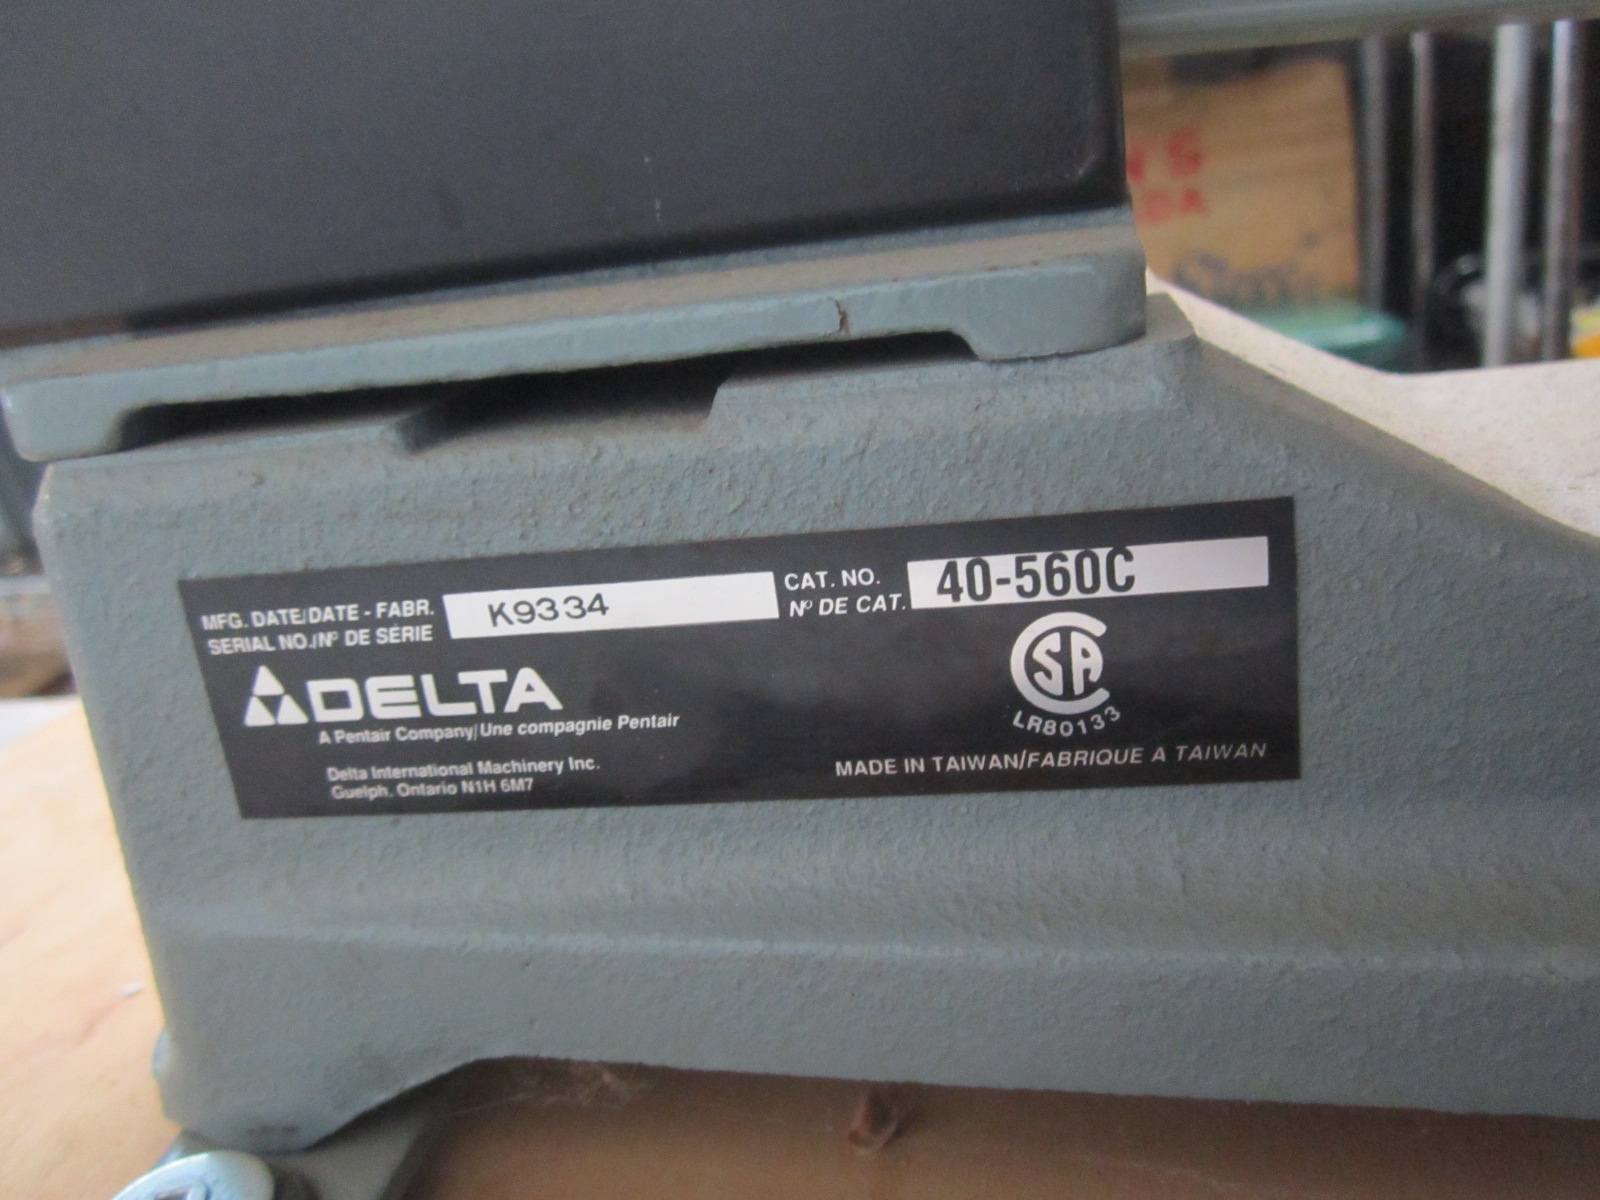 MFG. DATE/DATE - FABR.
SERIAL NO./Nº DE SÉRIE
K9334
CAT. NO.
Nº DE CAT.
40-560C
DELTA
A Pentair Company/Une compagnie Pentair
Delta International Machinery Inc.
Guelph, Ontario N1H 6M7
CSA
LR80133
MADE IN TAIWAN/FABRIQUE A TAIWAN